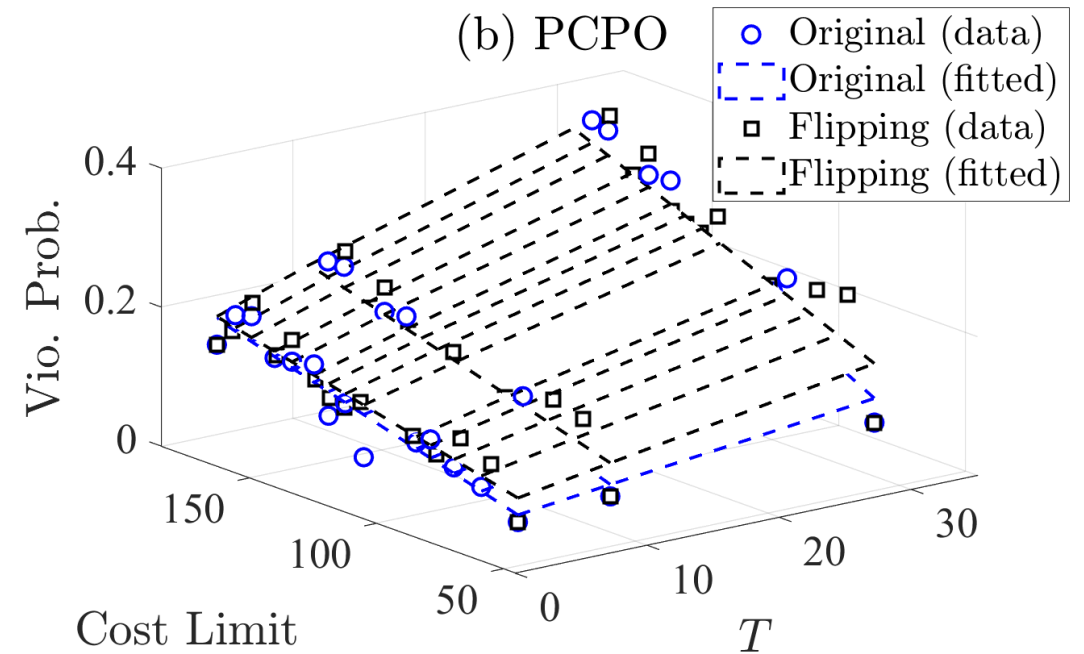 (b) PCPO
Original (data)
Original (fitted)
Flipping (data)
Flipping (fitted)
0.4
0.2
0
Vio. Prob.
150
100
50
Cost Limit
0
10
20
30
T